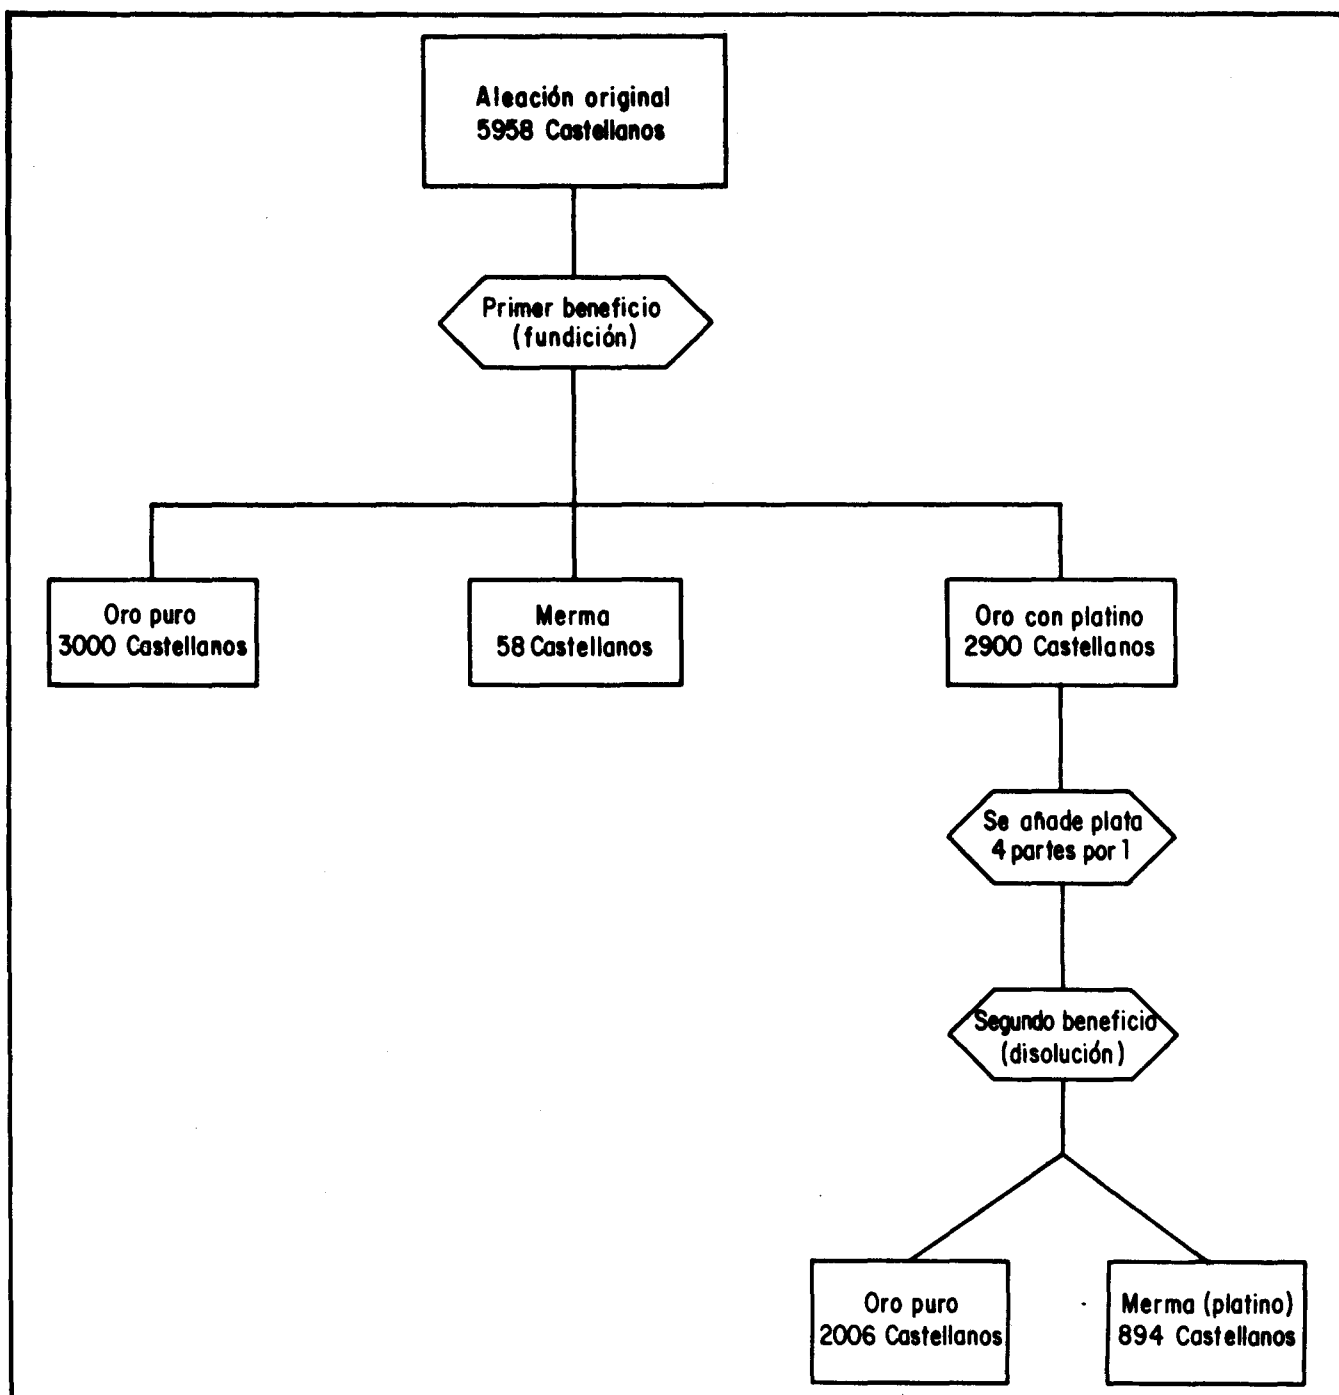 Aleación original
5958 Castellanos
Primer beneficio
(fundición)
Oro puro
3000 Castellanos
Merma
58 Castellanos
Oro con platino
2900 Castellanos
Se añade plata
4 partes por 1
Segundo beneficio
(disolución)
Oro puro
2006 Castellanos
Merma (platino)
894 Castellanos